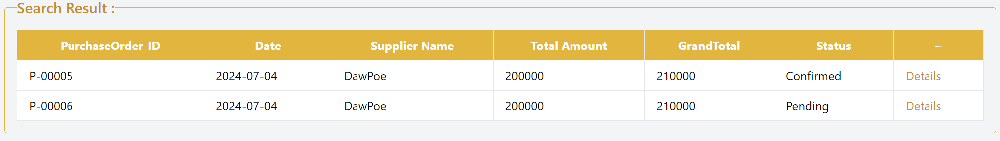 Search Result :
PurchaseOrder_ID Date Supplier Name Total Amount GrandTotal Status ~
P-00005 2024-07-04 DawPoe 200000 210000 Confirmed Details
P-00006 2024-07-04 DawPoe 200000 210000 Pending Details